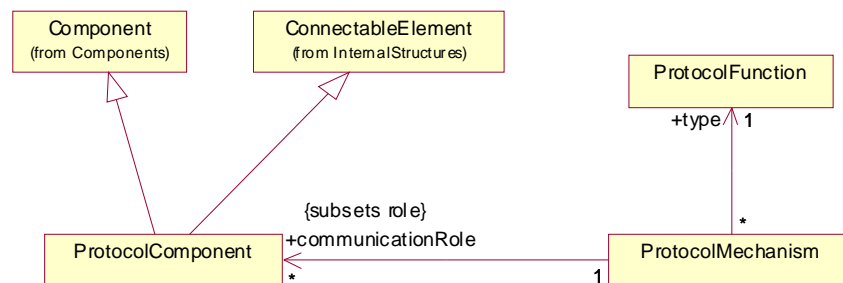 Component
(from Components)
ConnectableElement
(from InternalStructures)
ProtocolFunction
+type 1
{subsets role}
+communicationRole
*
ProtocolComponent
ProtocolMechanism
* 1